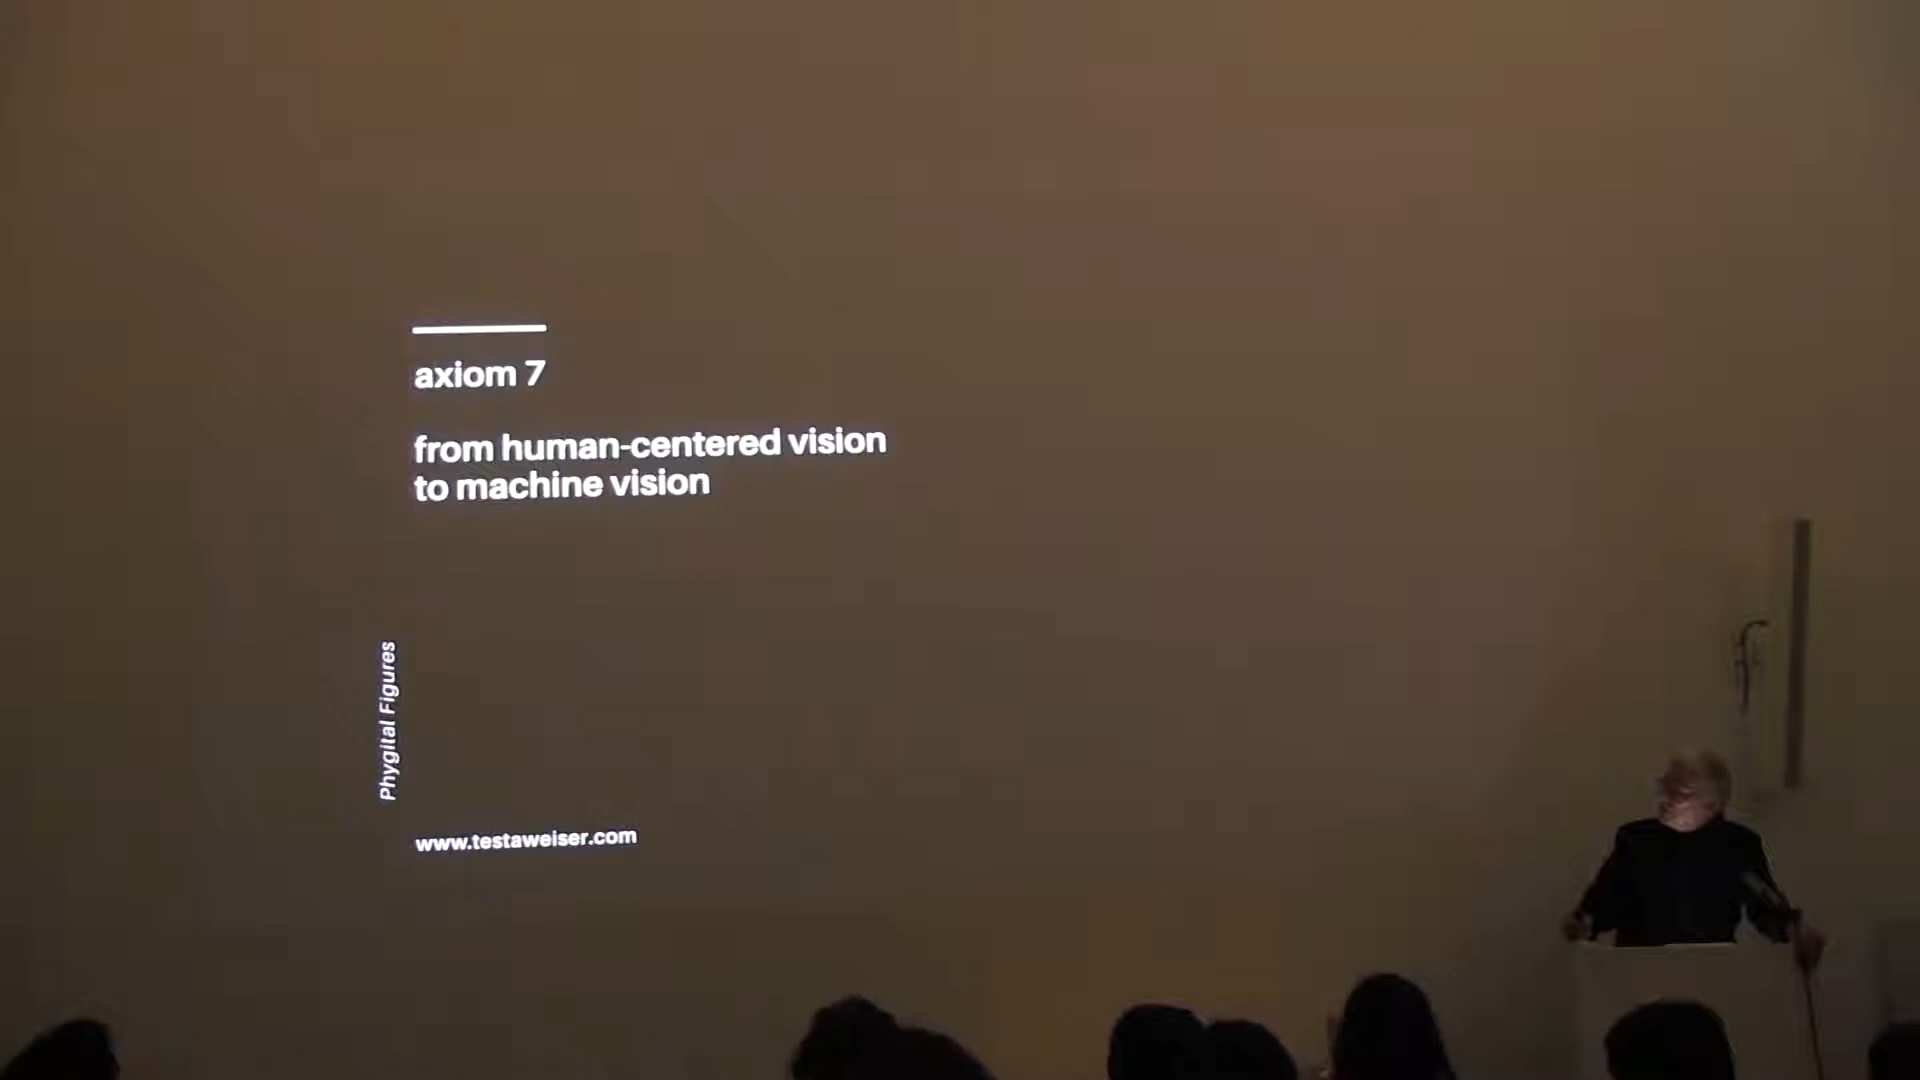 axiom 7
from human-centered vision
to machine vision
Phygital Figures
www.testaweiser.com